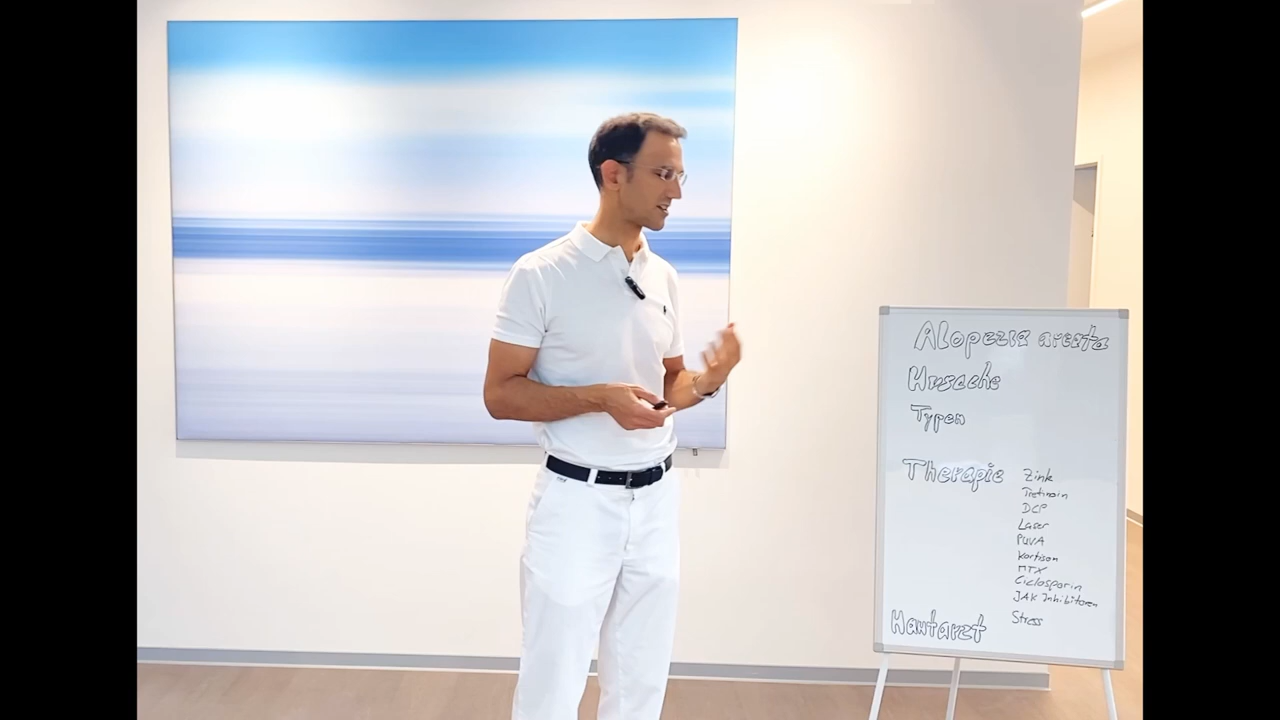 Alopezia areata
Ursache
Typen
Therapie
Zink
Tretinoin
DCP
Laser
PUVA
Kortison
MTX
Ciclosporin
JAK Inhibitoren
Stress
Hautarzt